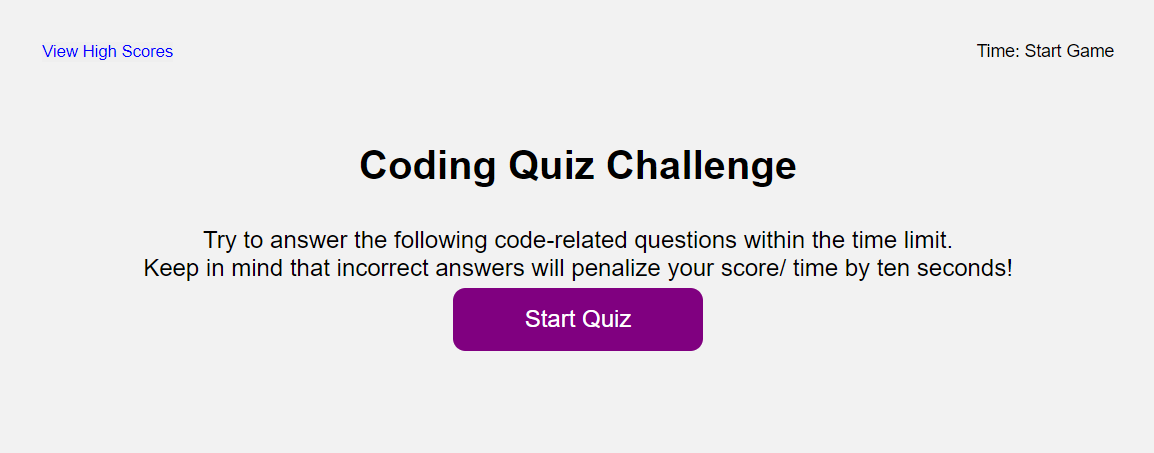 View High Scores
Time: Start Game
Coding Quiz Challenge
Try to answer the following code-related questions within the time limit.
Keep in mind that incorrect answers will penalize your score/ time by ten seconds!
Start Quiz